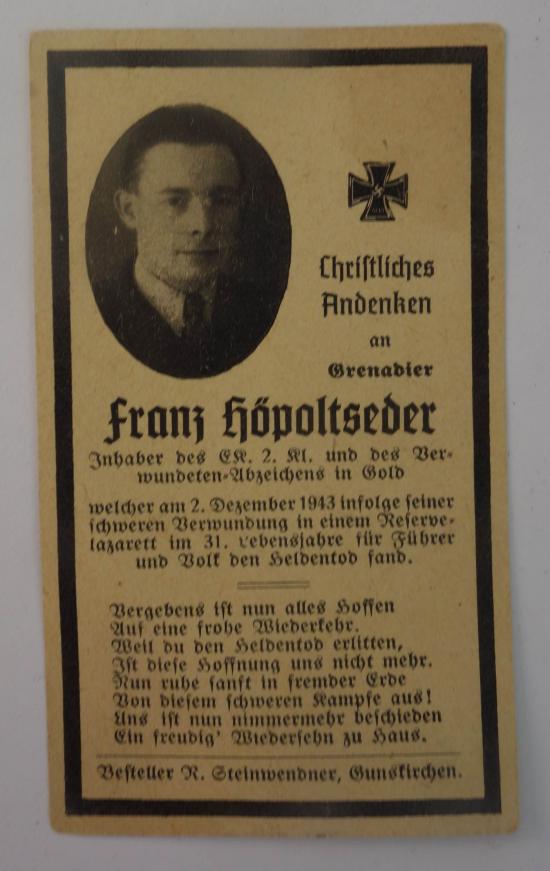 Christliches
Andenken
an
Grenadier
Franz Höpoltseder
Inhaber des EK. 2. Kl. und des Ver-
wundeten-Abzeichens in Gold
welcher am 2. Dezember 1943 infolge seiner
schweren Verwundung in einem Reserve-
lazarett im 31. Lebensjahre für Führer
und Volk den Heldentod fand.
Vergebens ist nun alles Hoffen
Auf eine frohe Wiederkehr.
Weil du den Heldentod erlitten,
Ist diese Hoffnung uns nicht mehr.
Nun ruhe sanft in fremder Erde
Von diesem schweren Kampfe aus!
Uns ist nun nimmermehr beschieden
Ein freudig' Wiedersehn zu Haus.
Besteller R. Steinwendner, Gunskirchen.